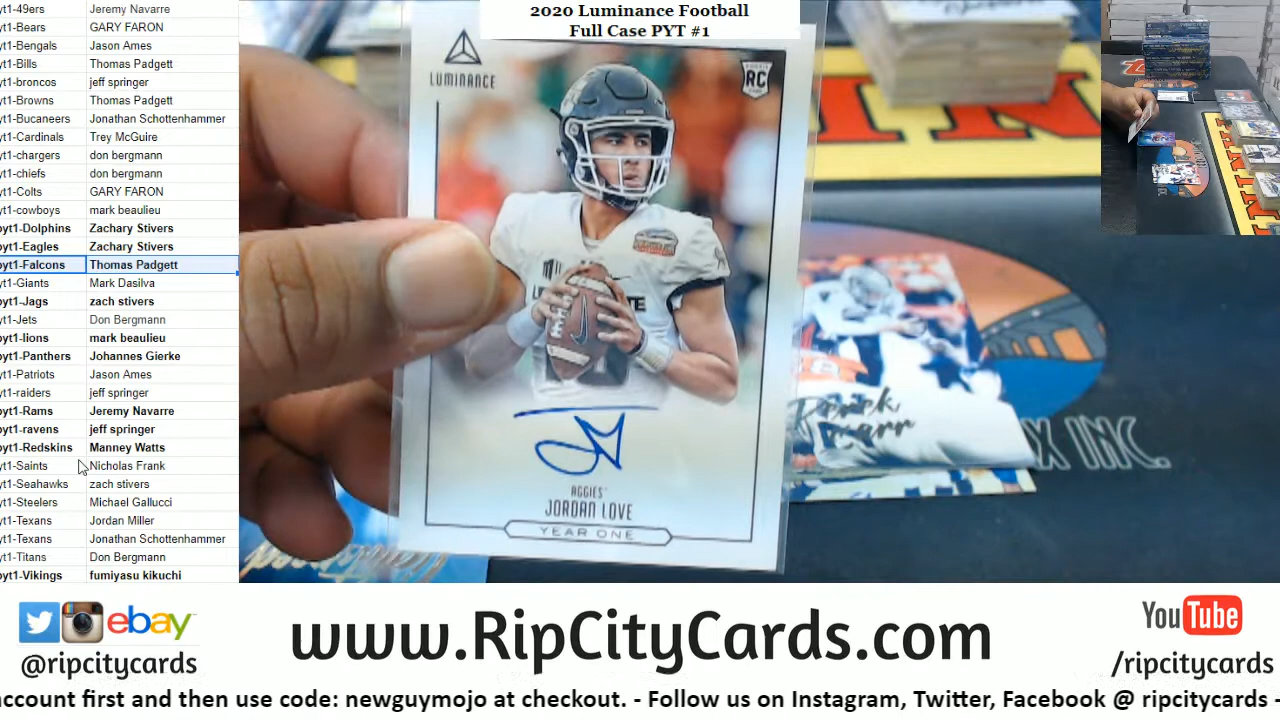 yt1-49ers Jeremy Navarre
yt1-Bears GARY FARON
yt1-Bengals Jason Ames
yt1-Bills Thomas Padgett
yt1-broncos jeff springer
yt1-Browns Thomas Padgett
yt1-Bucaneers Jonathan Schottenhammer
yt1-Cardinals Trey McGuire
yt1-chargers don bergmann
yt1-chiefs don bergmann
yt1-Colts GARY FARON
yt1-cowboys mark beaulieu
pyt1-Dolphins Zachary Stivers
pyt1-Eagles Zachary Stivers
pyt1-Falcons Thomas Padgett
yt1-Giants Mark Dasilva
pyt1-Jags zach stivers
yt1-Jets Don Bergmann
pyt1-lions mark beaulieu
pyt1-Panthers Johannes Gierke
yt1-Patriots Jason Ames
yt1-raiders jeff springer
pyt1-Rams Jeremy Navarre
pyt1-ravens jeff springer
pyt1-Redskins Manney Watts
yt1-Saints Nicholas Frank
yt1-Seahawks zach stivers
yt1-Steelers Michael Gallucci
yt1-Texans Jordan Miller
yt1-Texans Jonathan Schottenhammer
yt1-Titans Don Bergmann
pyt1-Vikings fumiyasu kikuchi
2020 Luminance Football
Full Case PYT #1
LUMINANCE
RC
AGGIES
JORDAN LOVE
YEAR ONE
Derek
Carr
X INC.
ebay
@ripcitycards
www.RipCityCards.com
YouTube
/ripcitycards
account first and then use code: newguymojo at checkout. - Follow us on Instagram, Twitter, Facebook @ ripcitycards -